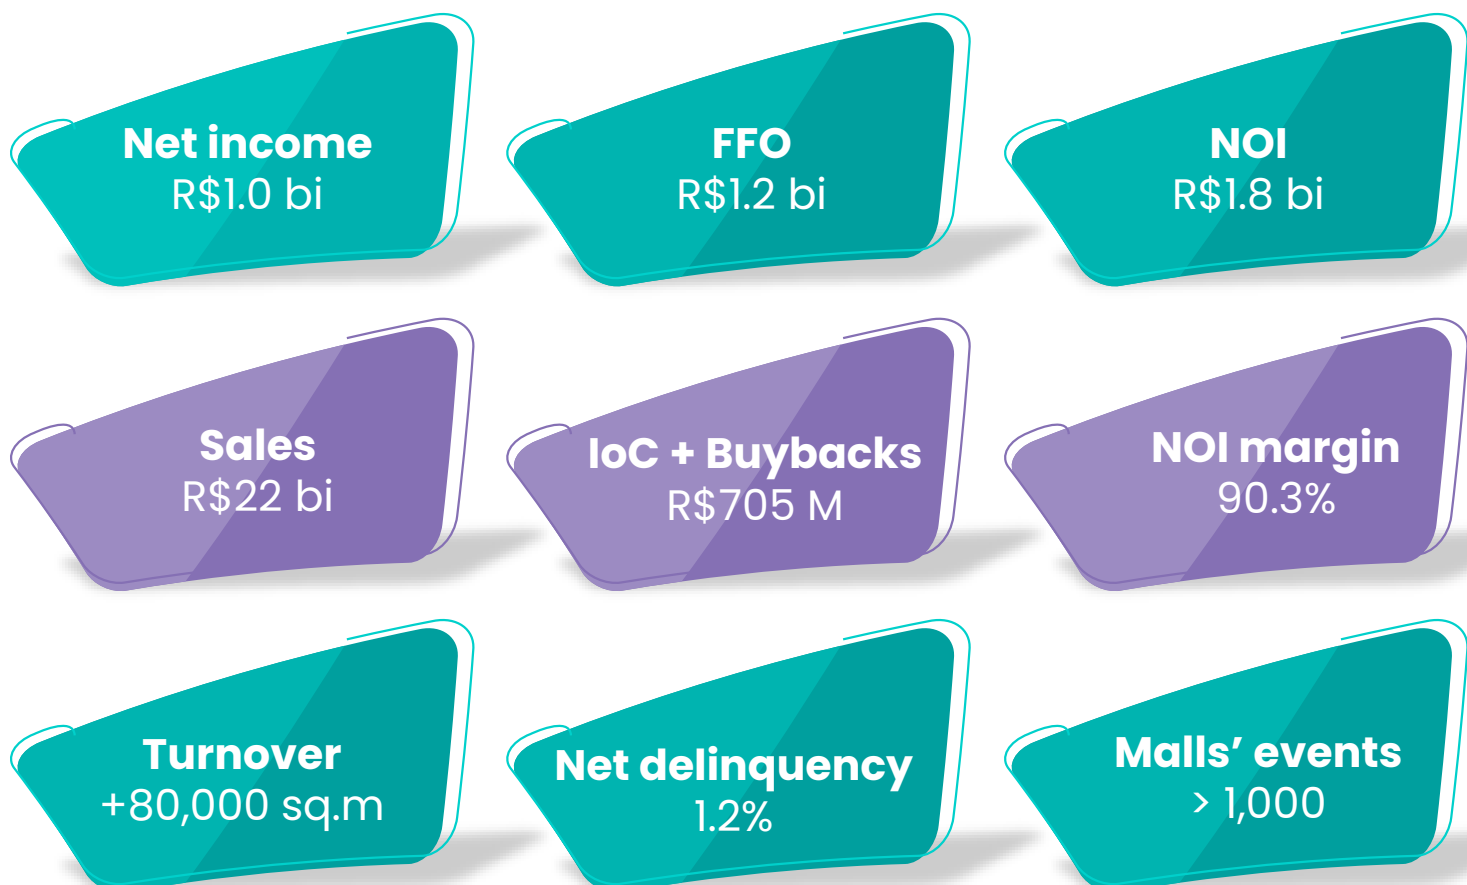 Net income
R$1.0 bi
FFO
R$1.2 bi
NOI
R$1.8 bi
Sales
R$22 bi
IoC + Buybacks
R$705 M
NOI margin
90.3%
Turnover
+80,000 sq.m
Net delinquency
1.2%
Malls’ events
> 1,000